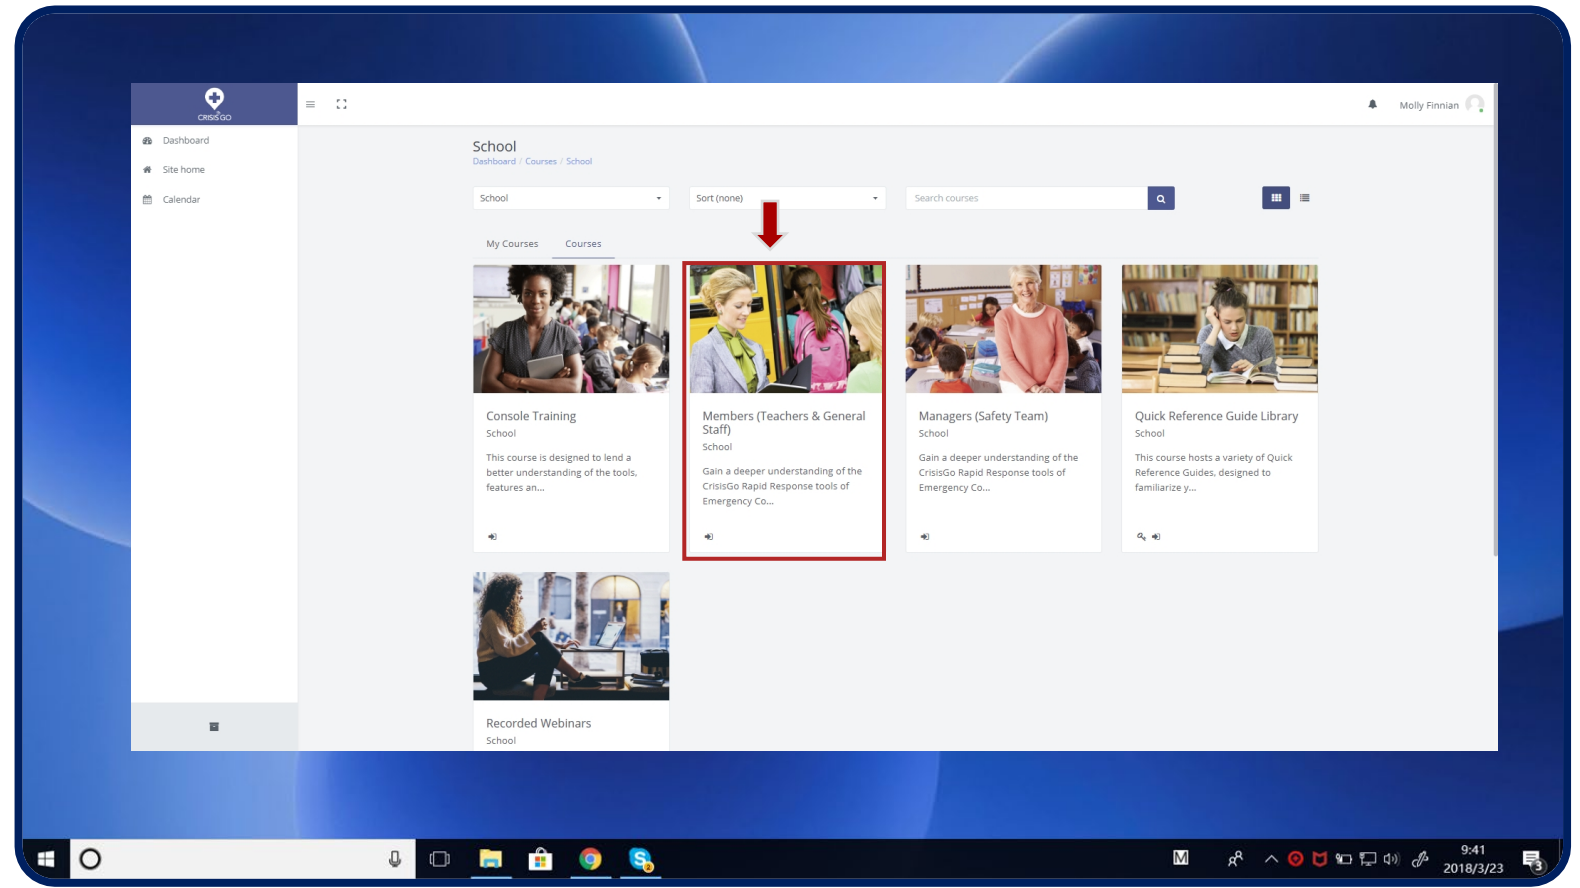 CRISISGO
Molly Finnian
Dashboard
Site home
Calendar
School
Dashboard / Courses / School
School
Sort (none)
Search courses
My Courses
Courses
Console Training
School
This course is designed to lend a
better understanding of the tools,
features an...
Members (Teachers & General
Staff)
School
Gain a deeper understanding of the
CrisisGo Rapid Response tools of
Emergency Co...
Managers (Safety Team)
School
Gain a deeper understanding of the
CrisisGo Rapid Response tools of
Emergency Co...
Quick Reference Guide Library
School
This course hosts a variety of Quick
Reference Guides, designed to
familiarize y...
Recorded Webinars
School
S
2
M
9:41
2018/3/23
3